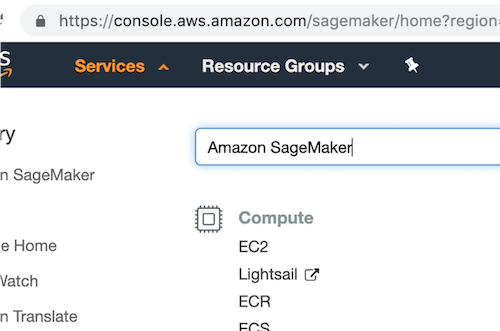 https://console.aws.amazon.com/sagemaker/home?region=
Services Resource Groups
ry
Amazon SageMaker
n SageMaker
Compute
e Home
EC2
Lightsail
Watch
ECR
n Translate
ECS